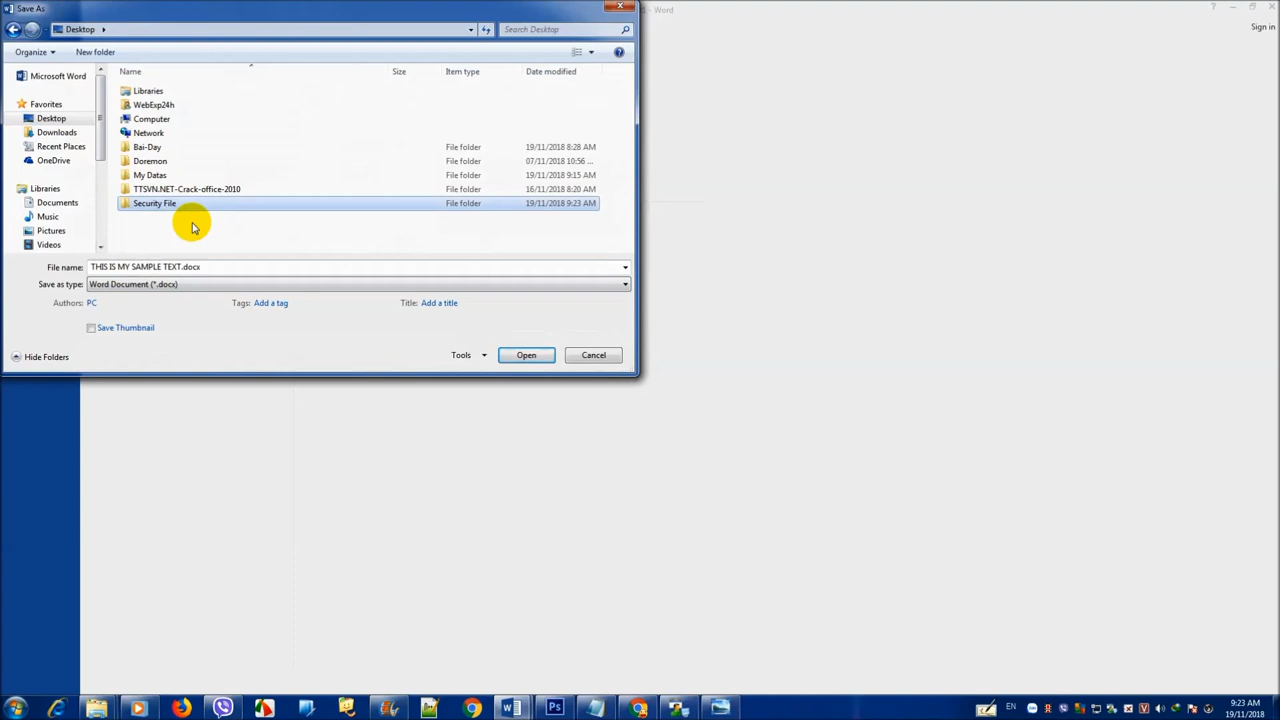 Save As
- Word
Desktop
Search Desktop
Sign in
Organize
New folder
Name
Size
Item type
Date modified
Microsoft Word
Favorites
Desktop
Downloads
Recent Places
OneDrive
Libraries
Documents
Music
Pictures
Videos
Libraries
WebExp24h
Computer
Network
Bai-Day File folder 19/11/2018 8:28 AM
Doremon File folder 07/11/2018 10:56 ...
My Datas File folder 19/11/2018 9:15 AM
TTSVN.NET-Crack-office-2010 File folder 16/11/2018 8:20 AM
Security File File folder 19/11/2018 9:23 AM
File name: THIS IS MY SAMPLE TEXT.docx
Save as type: Word Document (*.docx)
Authors: PC Tags: Add a tag Title: Add a title
Save Thumbnail
Hide Folders
Tools
Open
Cancel
Ps
EN
9:23 AM
19/11/2018